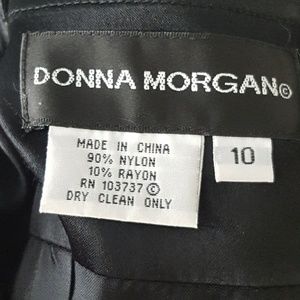 DONNA MORGAN©
MADE IN CHINA
90% NYLON
10% RAYON
RN 103737 ©
DRY CLEAN ONLY
10